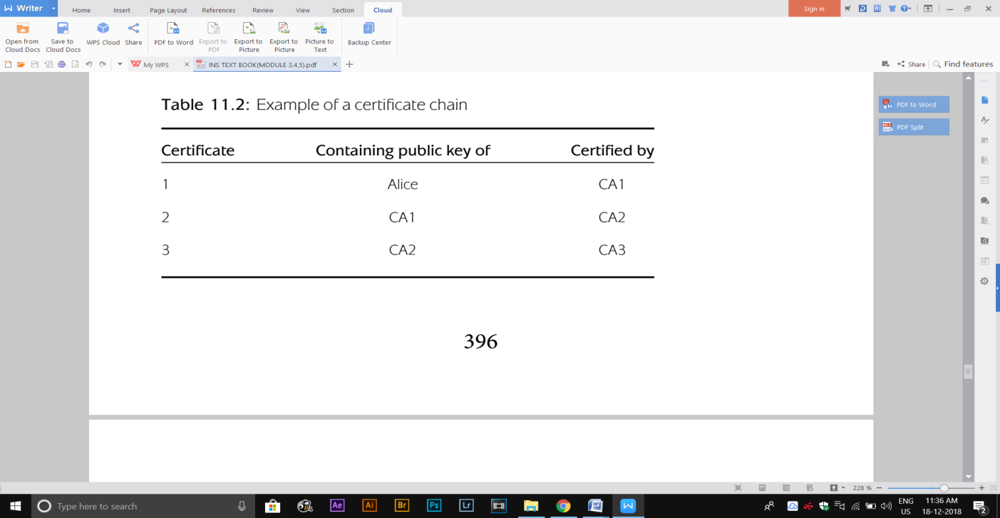 Writer
Home Insert Page Layout References Review View Section Cloud
Sign in
Open from Cloud Docs
Save to Cloud Docs
WPS Cloud
Share
PDF to Word
Export to PDF
Export to Picture
Export to Picture
Picture to Text
Backup Center
My WPS
INS TEXT BOOK(MODULE 3,4,5).pdf
Share
Find features
Table 11.2: Example of a certificate chain
Certificate Containing public key of Certified by
1 Alice CA1
2 CA1 CA2
3 CA2 CA3
396
PDF to Word
PDF Split
228 %
Type here to search
Ae Ai Br Ps Lr
ENG
US
11:36 AM
18-12-2018
2